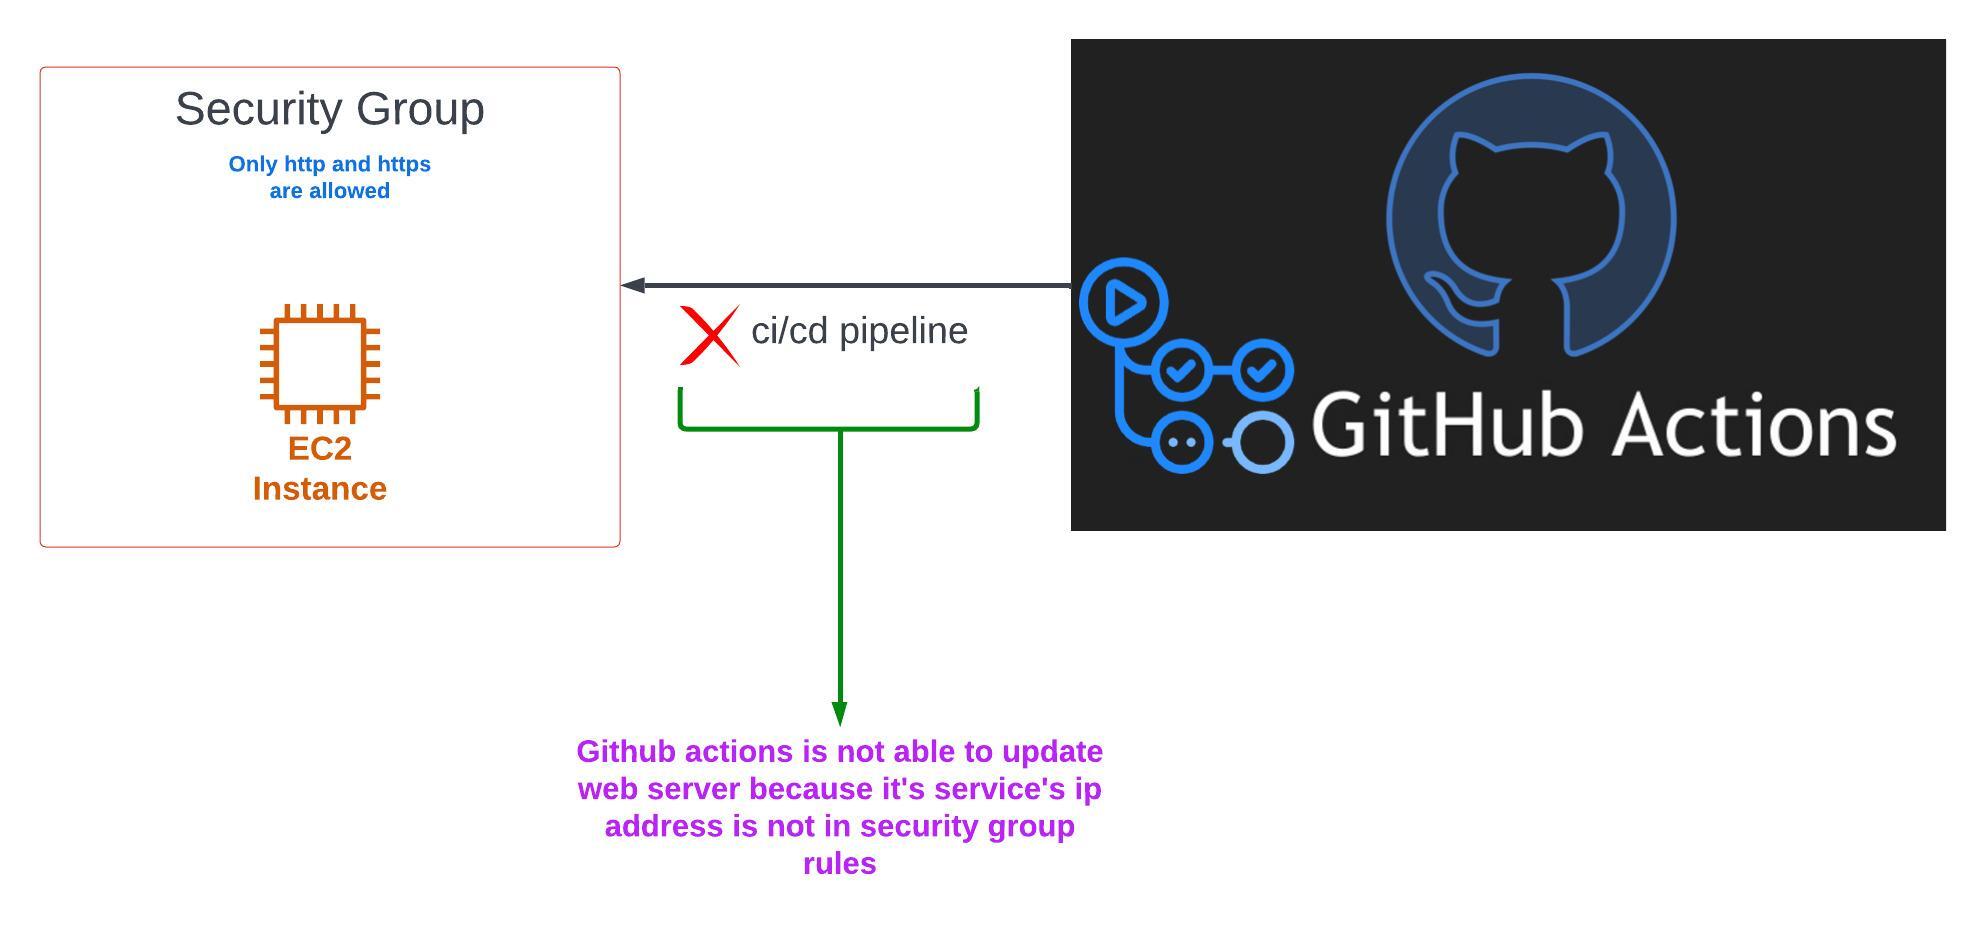 Security Group
Only http and https
are allowed
EC2
Instance
ci/cd pipeline
GitHub Actions
Github actions is not able to update
web server because it's service's ip
address is not in security group
rules